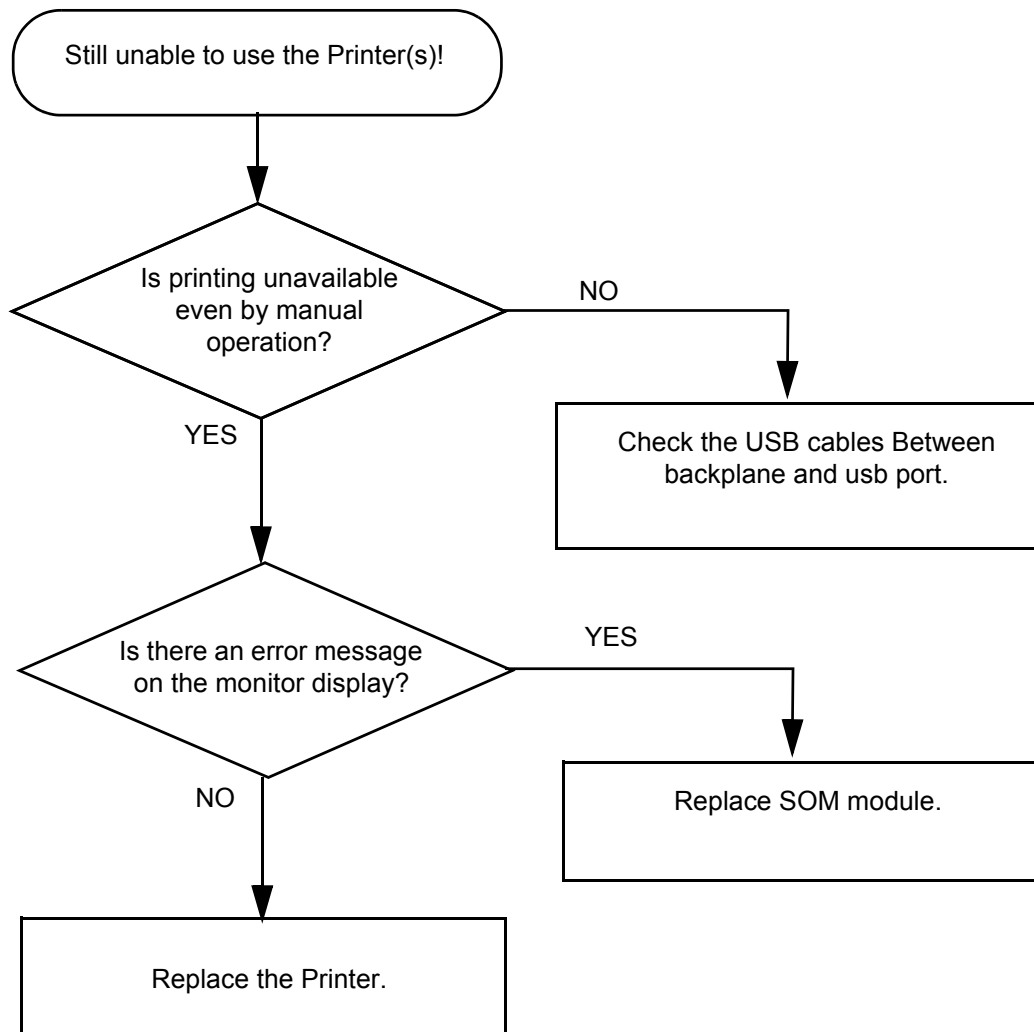 Still unable to use the Printer(s)!
Is printing unavailable
even by manual
operation?
NO
YES
Check the USB cables Between
backplane and usb port.
Is there an error message
on the monitor display?
YES
NO
Replace SOM module.
Replace the Printer.